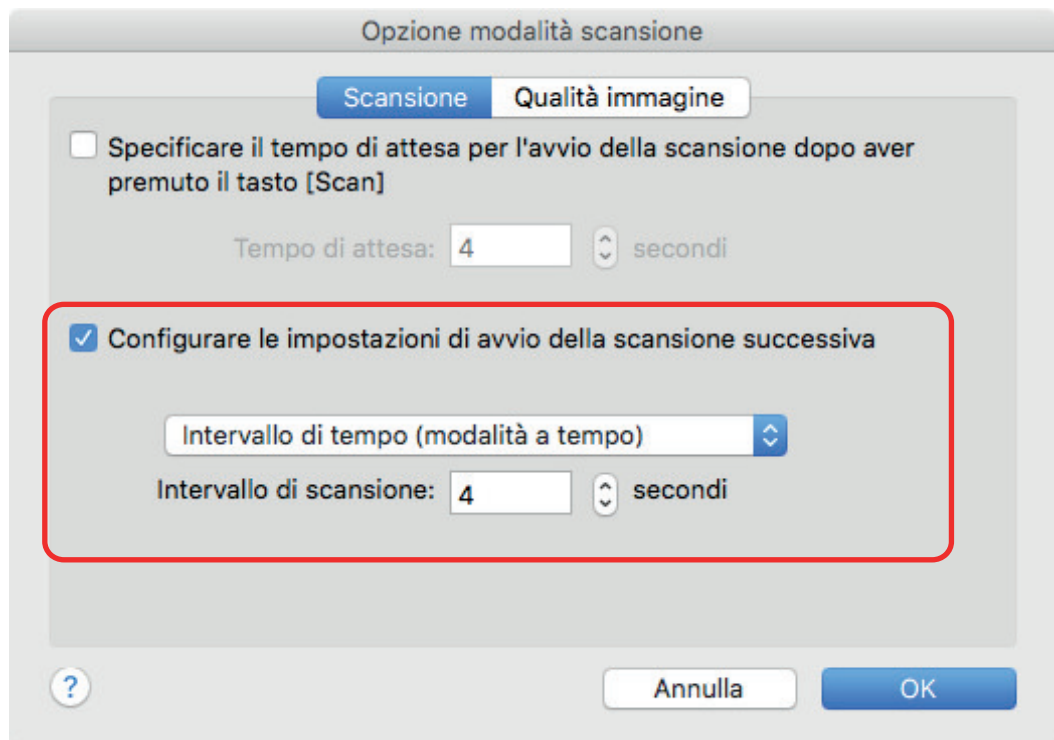 Opzione modalità scansione
Scansione Qualità immagine
Specificare il tempo di attesa per l'avvio della scansione dopo aver
premuto il tasto [Scan]
Tempo di attesa: 4 secondi
Configurare le impostazioni di avvio della scansione successiva
Intervallo di tempo (modalità a tempo)
Intervallo di scansione: 4 secondi
? Annulla OK